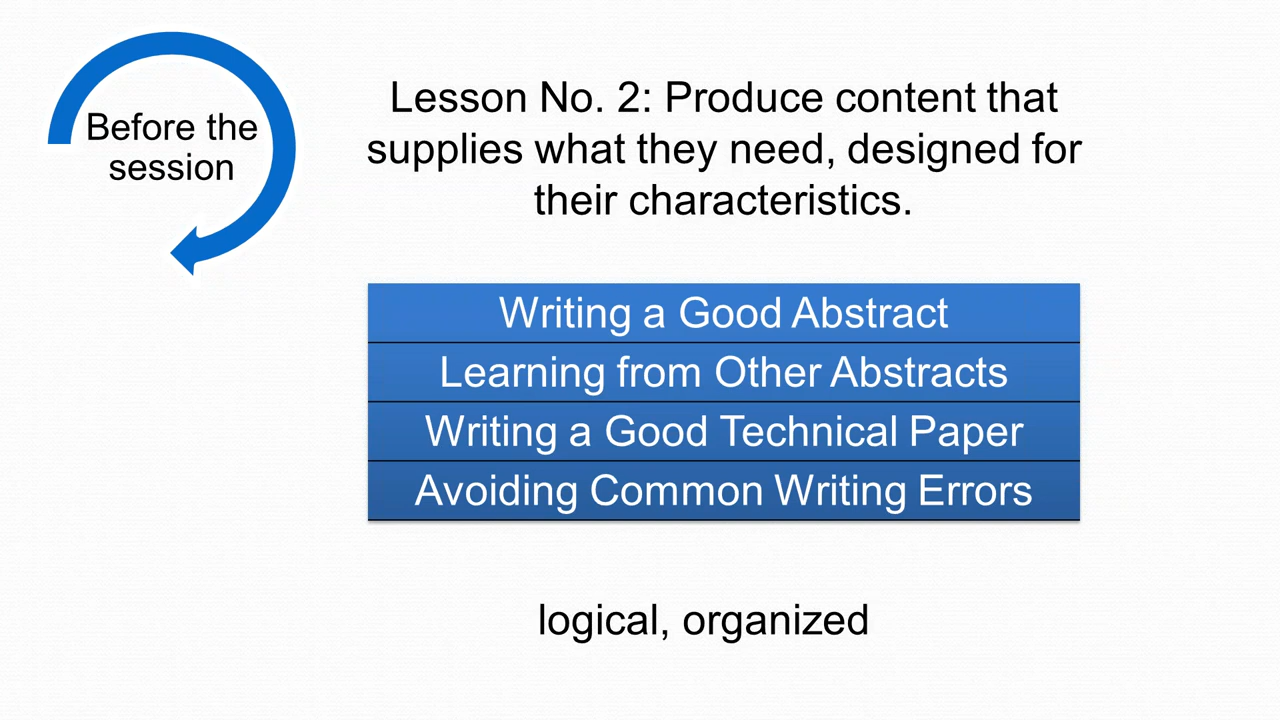 Before the
session
Lesson No. 2: Produce content that
supplies what they need, designed for
their characteristics.
Writing a Good Abstract
Learning from Other Abstracts
Writing a Good Technical Paper
Avoiding Common Writing Errors
logical, organized